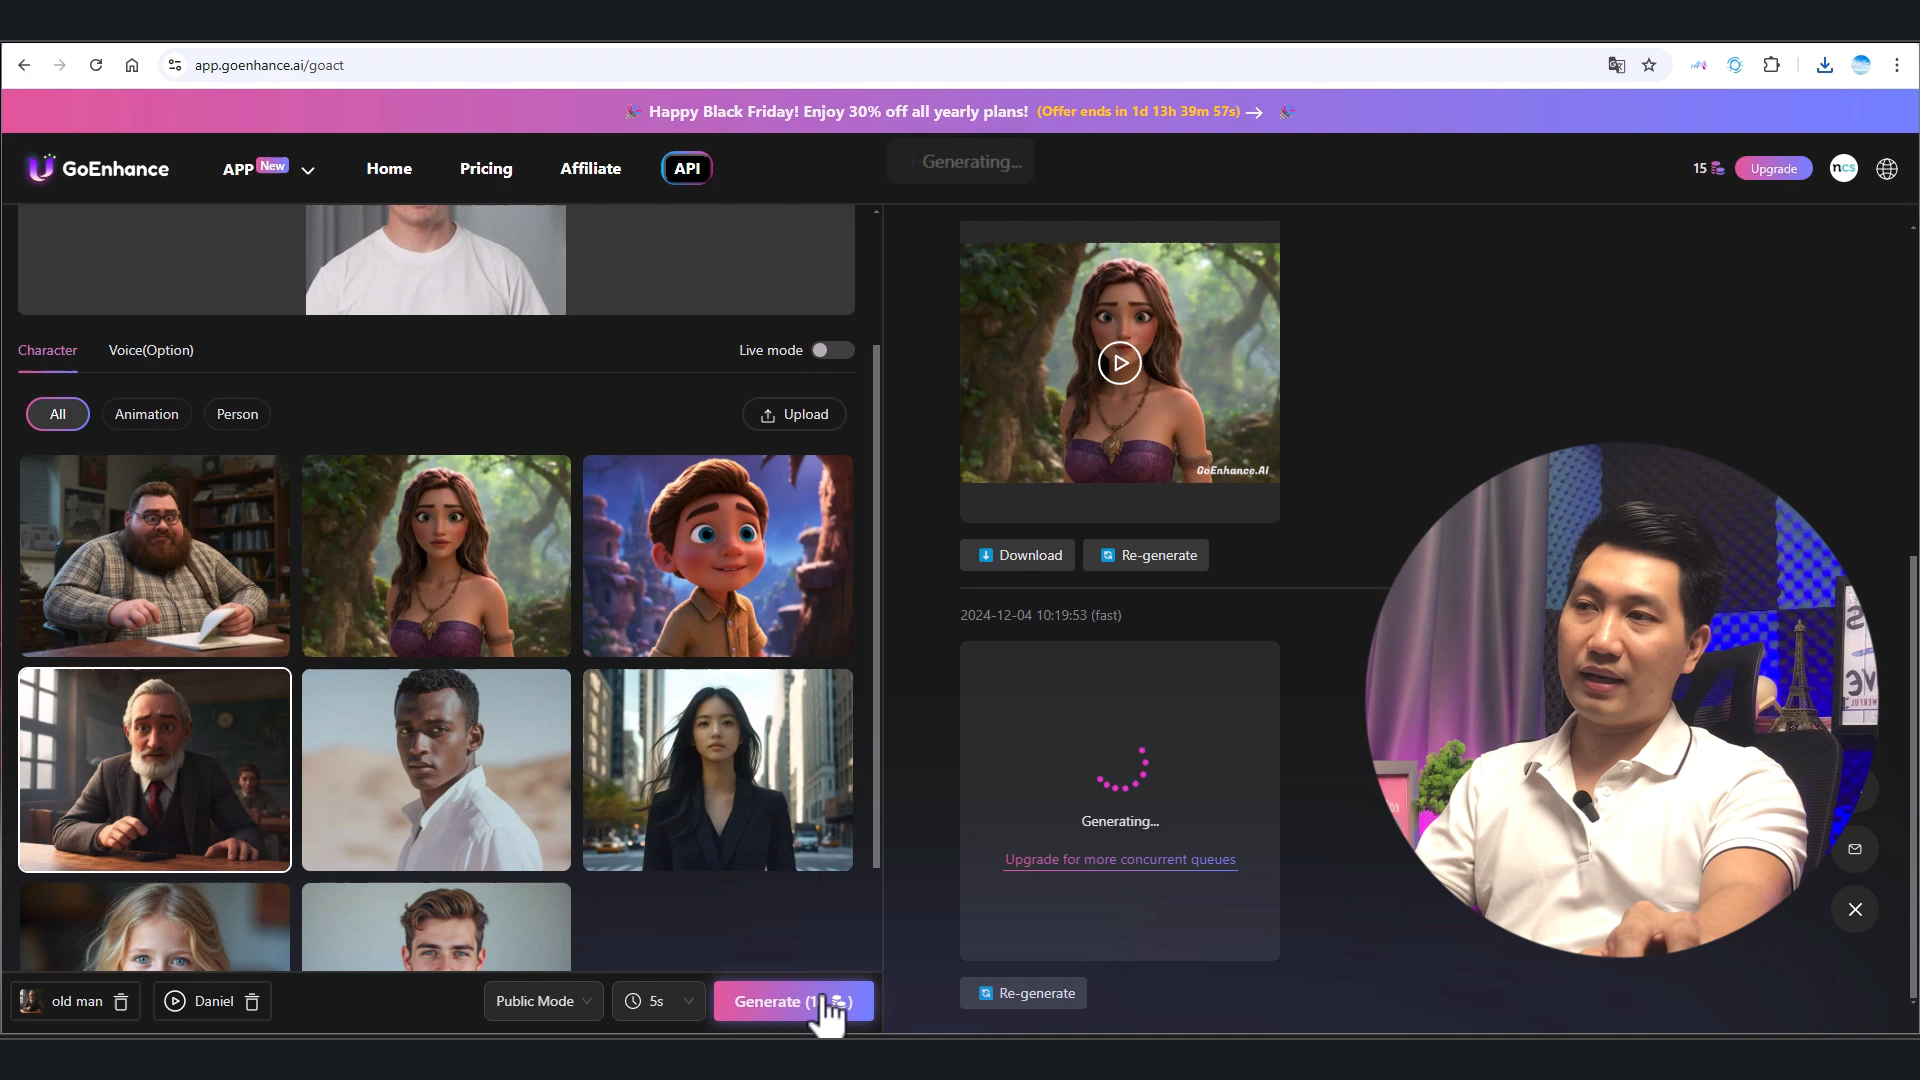 app.goenhance.ai/goact
🎉 Happy Black Friday! Enjoy 30% off all yearly plans! (Offer ends in 1d 13h 39m 57s) → 🎉
GoEnhance
APP New
Home
Pricing
Affiliate
API
Generating...
15
Upgrade
ncs
Character
Voice(Option)
Live mode
All
Animation
Person
Upload
GoEnhance.AI
Download
Re-generate
2024-12-04 10:19:53 (fast)
Generating...
Upgrade for more concurrent queues
Re-generate
old man
Daniel
Public Mode
5s
Generate